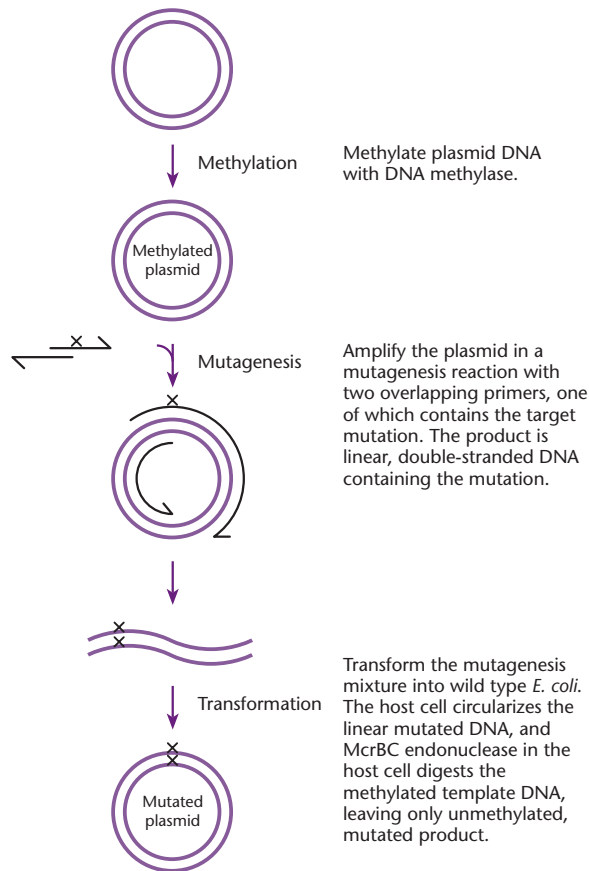 Methylation
Methylate plasmid DNA
with DNA methylase.
Methylated
plasmid
Mutagenesis
Amplify the plasmid in a
mutagenesis reaction with
two overlapping primers, one
of which contains the target
mutation. The product is
linear, double-stranded DNA
containing the mutation.
Transformation
Transform the mutagenesis
mixture into wild type E. coli.
The host cell circularizes the
linear mutated DNA, and
McrBC endonuclease in the
host cell digests the
methylated template DNA,
leaving only unmethylated,
mutated product.
Mutated
plasmid